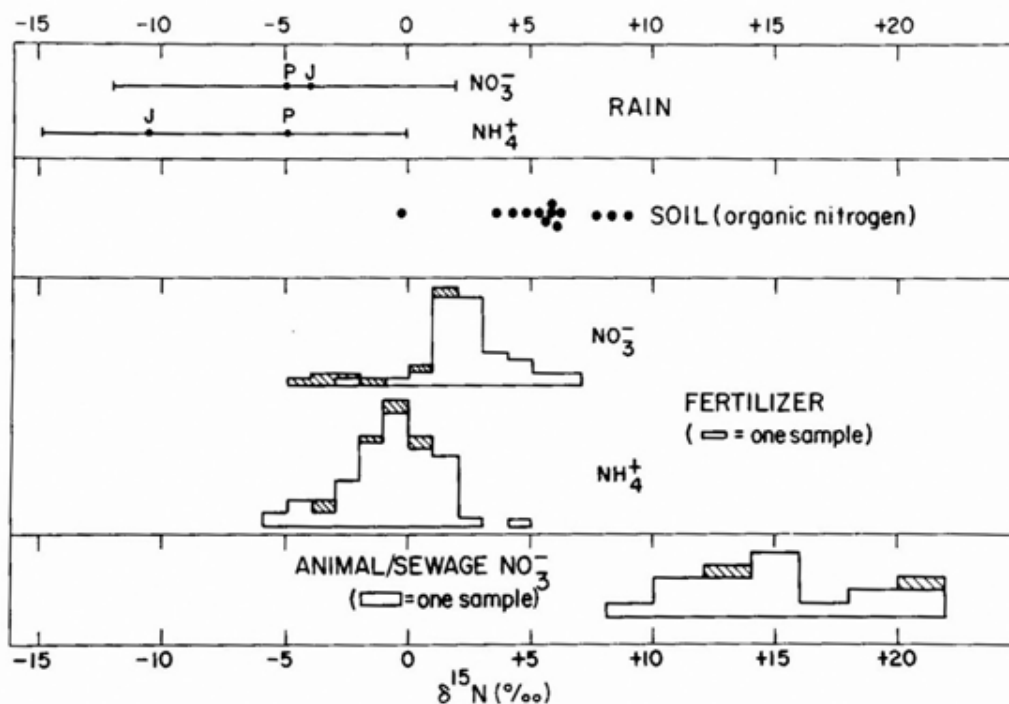 -15 -10 -5 0 +5 +10 +15 +20
P J
NO₃⁻
RAIN
J P
NH₄⁺
SOIL (organic nitrogen)
NO₃⁻
FERTILIZER
( = one sample)
NH₄⁺
ANIMAL/SEWAGE NO₃⁻
( = one sample)
-15 -10 -5 0 +5 +10 +15 +20
δ¹⁵N (‰)